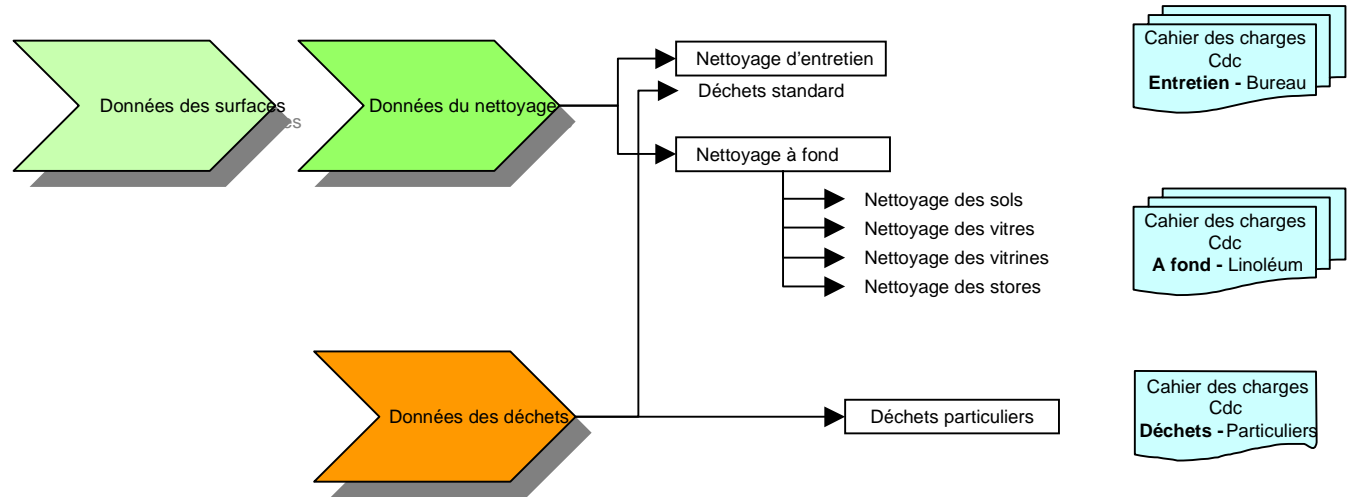 Données des surfaces
Données du nettoyage
Nettoyage d'entretien
Déchets standard
Nettoyage à fond
Nettoyage des sols
Nettoyage des vitres
Nettoyage des vitrines
Nettoyage des stores
Données des déchets
Déchets particuliers
Cahier des charges
Cdc
Entretien - Bureau
Cahier des charges
Cdc
A fond - Linoléum
Cahier des charges
Cdc
Déchets - Particuliers